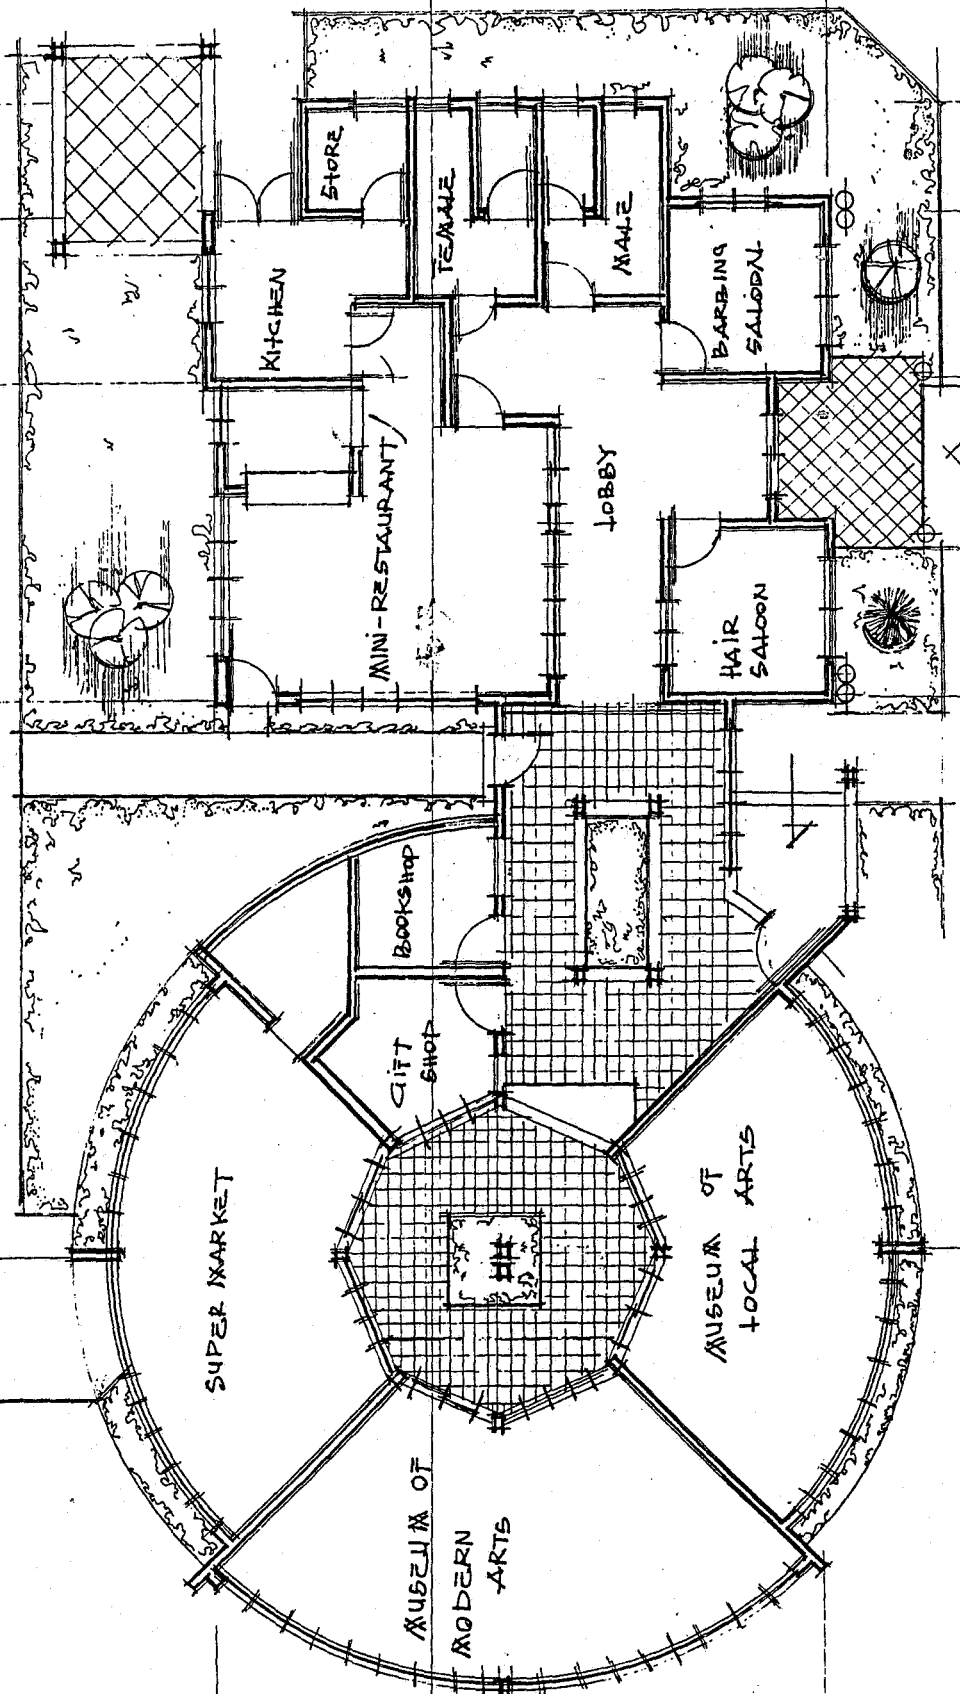 STORE
FEMALE
MALE
KITCHEN
BARBING
SALOON
MINI-RESTAURANT
LOBBY
HAIR
SALOON
BOOKSHOP
GIFT
SHOP
SUPER MARKET
MUSEUM OF
LOCAL ARTS
MUSEUM OF
MODERN
ARTS